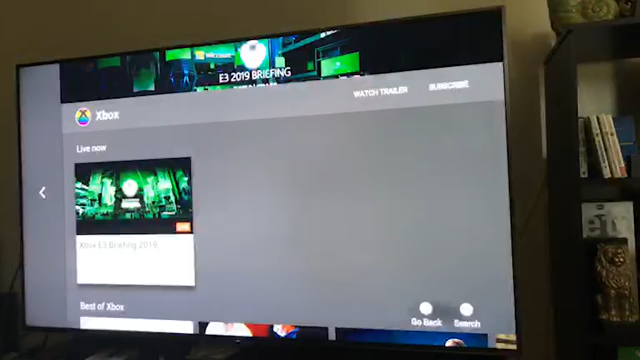 E3 2019 BRIEFING
WATCH TRAILER
SUBSCRIBE
Xbox
Live now
Xbox E3 Briefing 2019
Best of Xbox
Go Back
Search